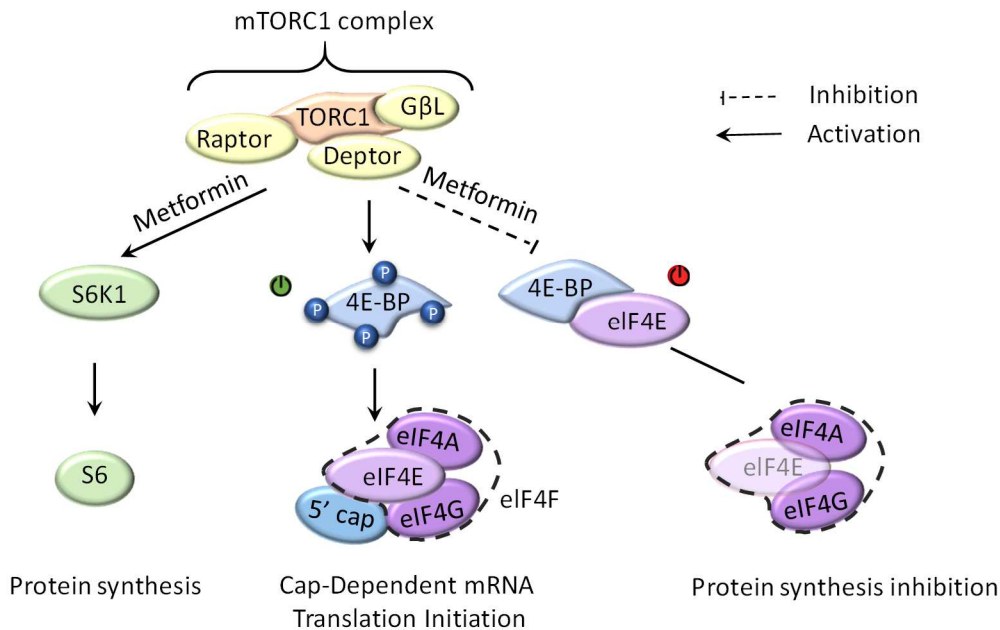 mTORC1 complex
GβL
TORC1
Raptor
Deptor
Inhibition
Activation
Metformin
Metformin
S6K1
P
4E-BP
P
P
P
4E-BP
eIF4E
S6
eIF4A
eIF4E
5’ cap
eIF4G
eIF4F
eIF4A
eIF4E
eIF4G
Protein synthesis
Cap-Dependent mRNA
Translation Initiation
Protein synthesis inhibition